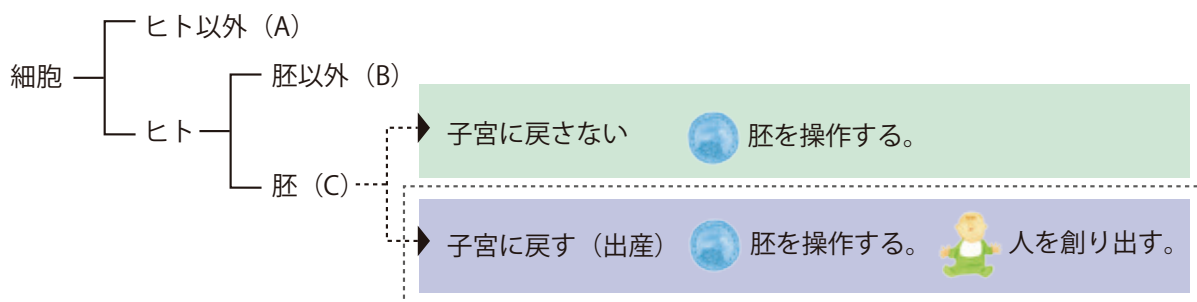 ヒト以外（A）
細胞
胚以外（B）
ヒト
胚（C）
子宮に戻さない 胚を操作する。
子宮に戻す（出産） 胚を操作する。 人を創り出す。